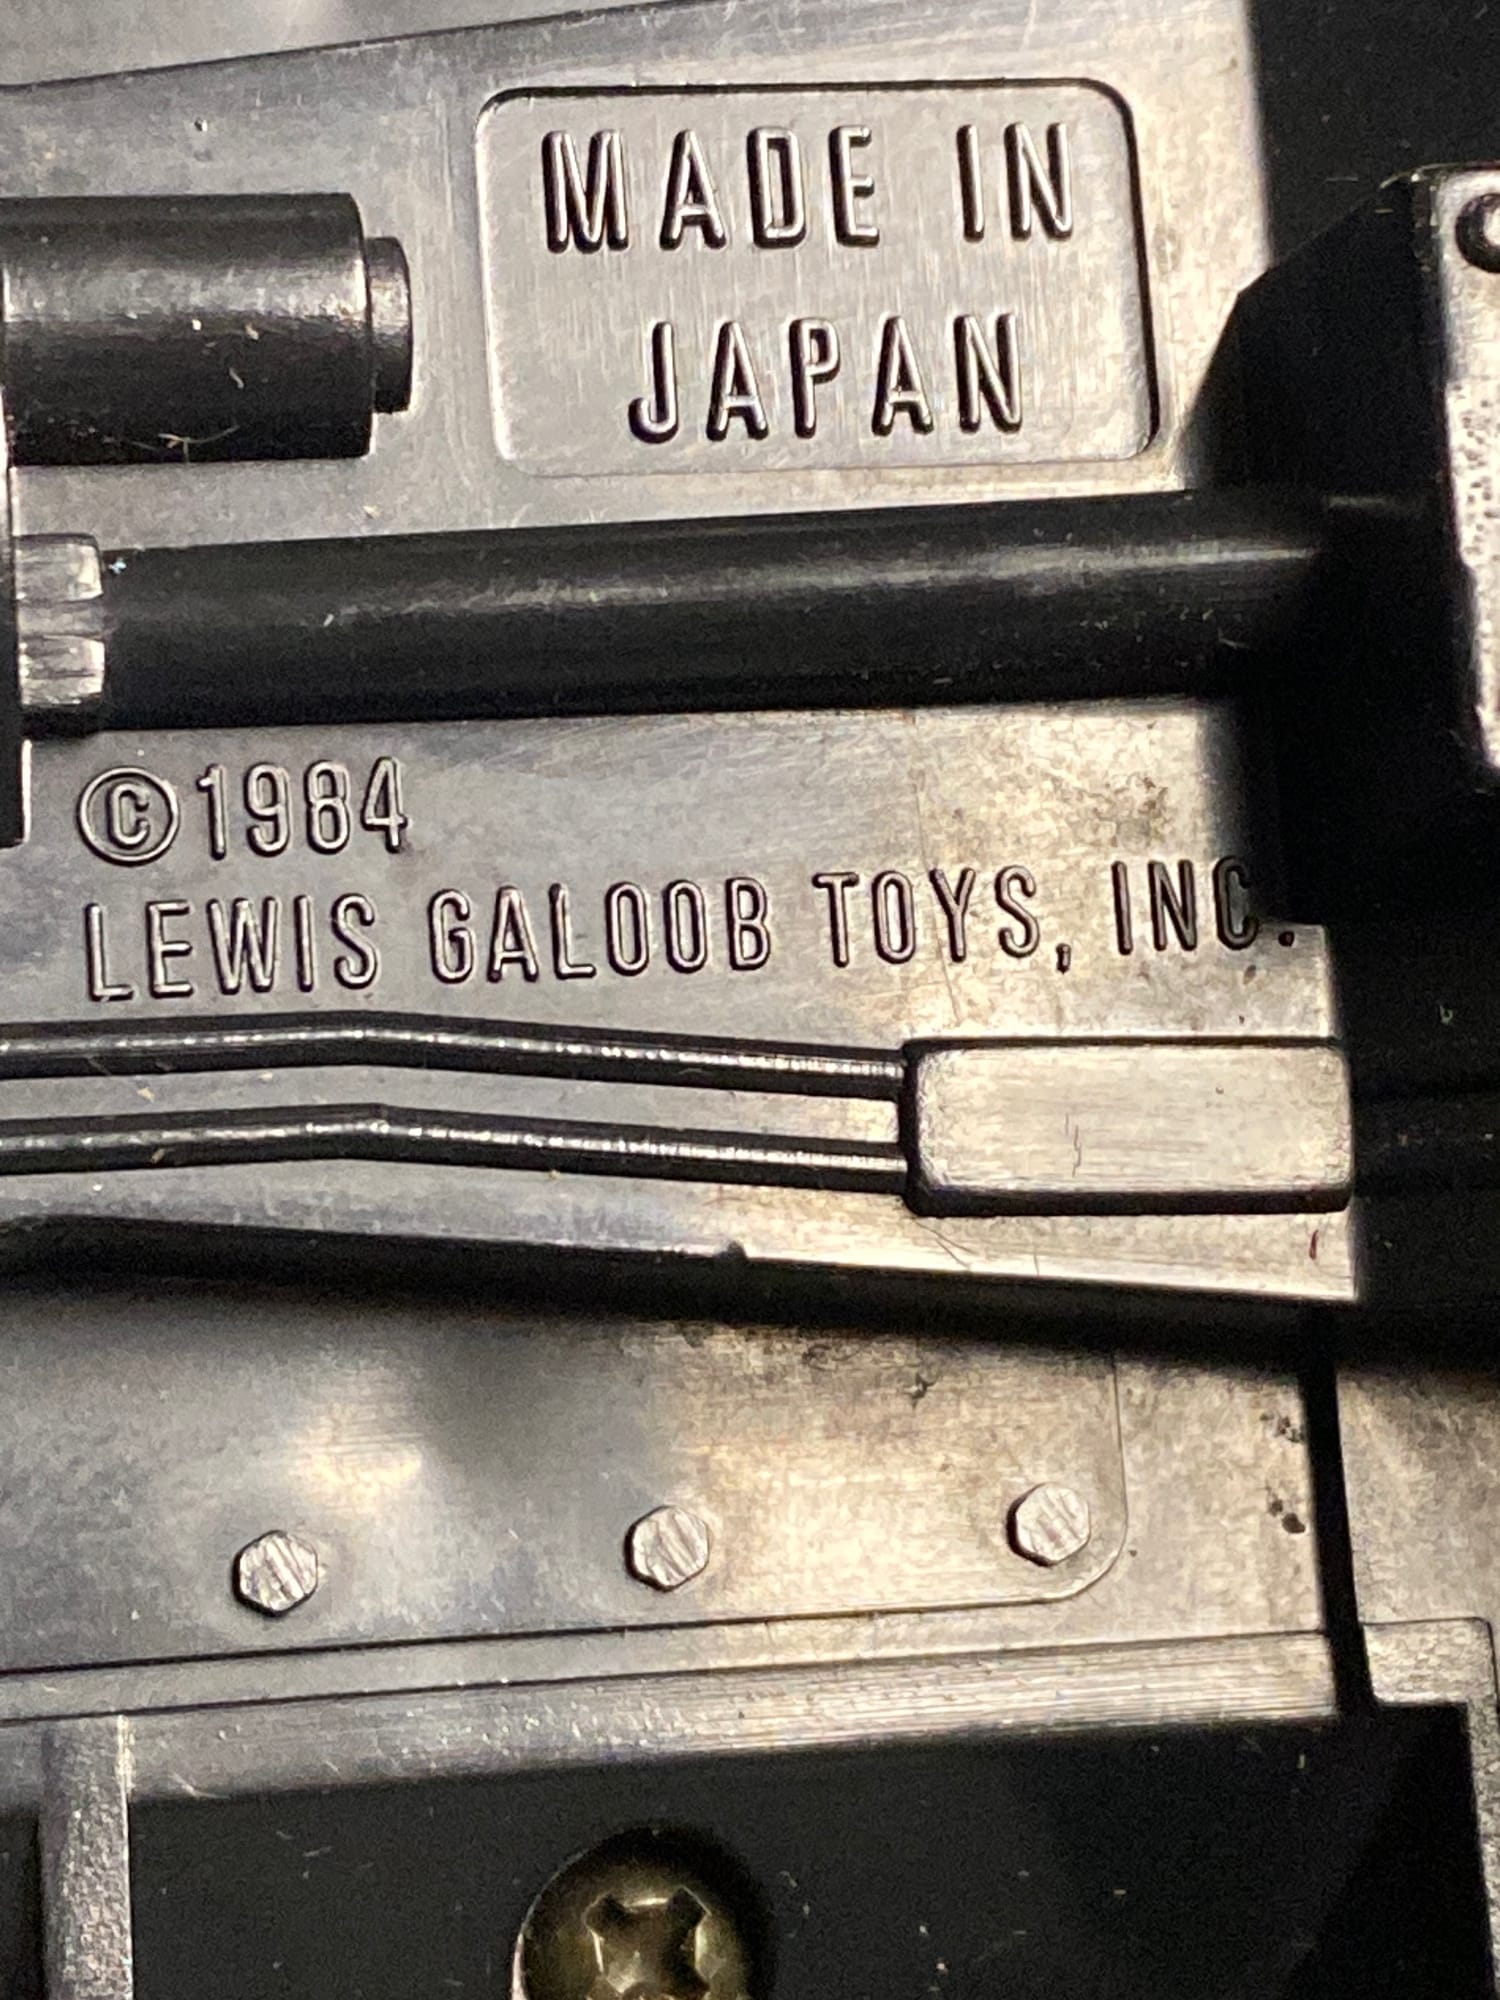 MADE IN
JAPAN
©1984
LEWIS GALOOB TOYS, INC.